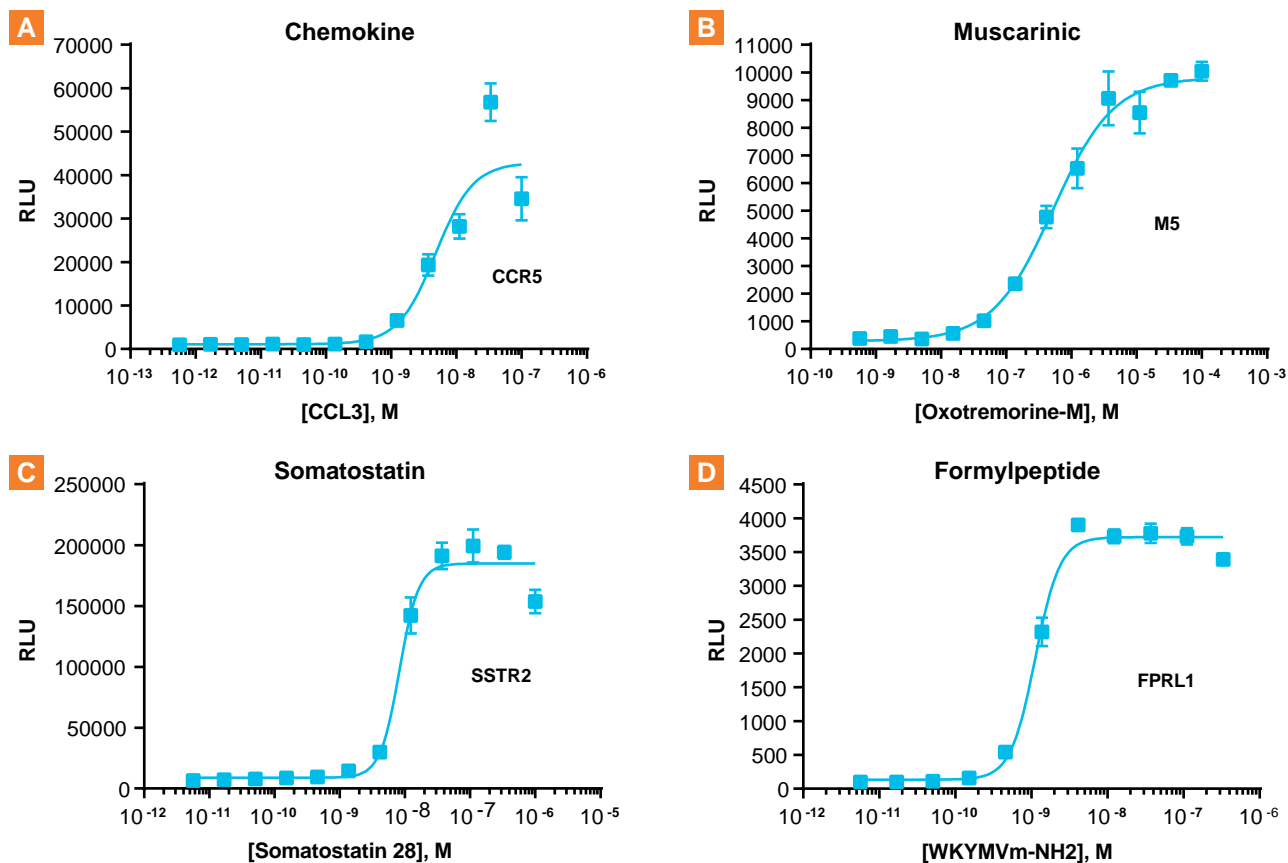 A
Chemokine
70000
60000
50000
40000
30000
20000
10000
0
RLU
CCR5
10-13 10-12 10-11 10-10 10-9 10-8 10-7 10-6
[CCL3], M
B
Muscarinic
11000
10000
9000
8000
7000
6000
5000
4000
3000
2000
1000
0
RLU
M5
10-10 10-9 10-8 10-7 10-6 10-5 10-4 10-3
[Oxotremorine-M], M
C
Somatostatin
250000
200000
150000
100000
50000
0
RLU
SSTR2
10-12 10-11 10-10 10-9 10-8 10-7 10-6 10-5
[Somatostatin 28], M
D
Formylpeptide
4500
4000
3500
3000
2500
2000
1500
1000
500
0
RLU
FPRL1
10-12 10-11 10-10 10-9 10-8 10-7 10-6
[WKYMVm-NH2], M